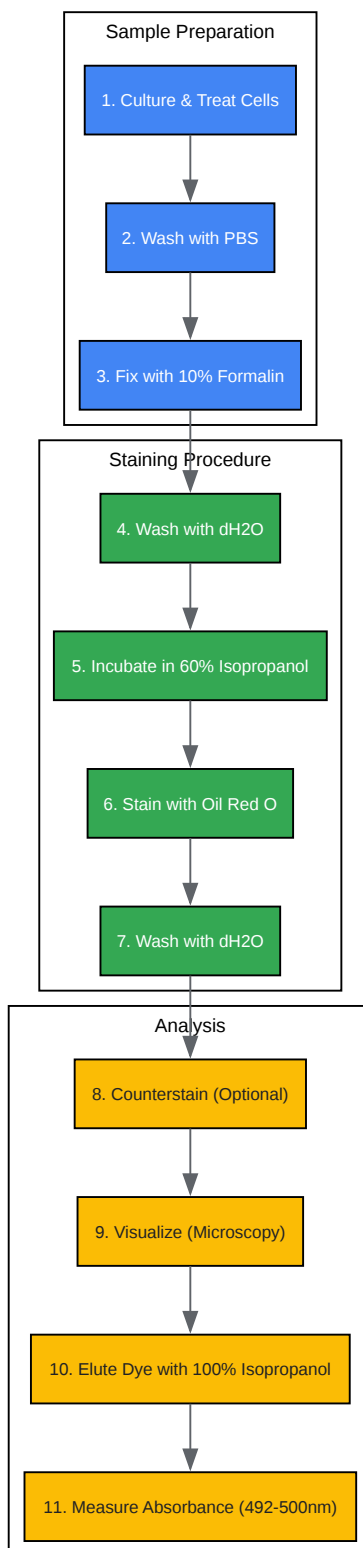 Sample Preparation
1. Culture & Treat Cells
2. Wash with PBS
3. Fix with 10% Formalin
Staining Procedure
4. Wash with dH2O
5. Incubate in 60% Isopropanol
6. Stain with Oil Red O
7. Wash with dH2O
Analysis
8. Counterstain (Optional)
9. Visualize (Microscopy)
10. Elute Dye with 100% Isopropanol
11. Measure Absorbance (492-500nm)